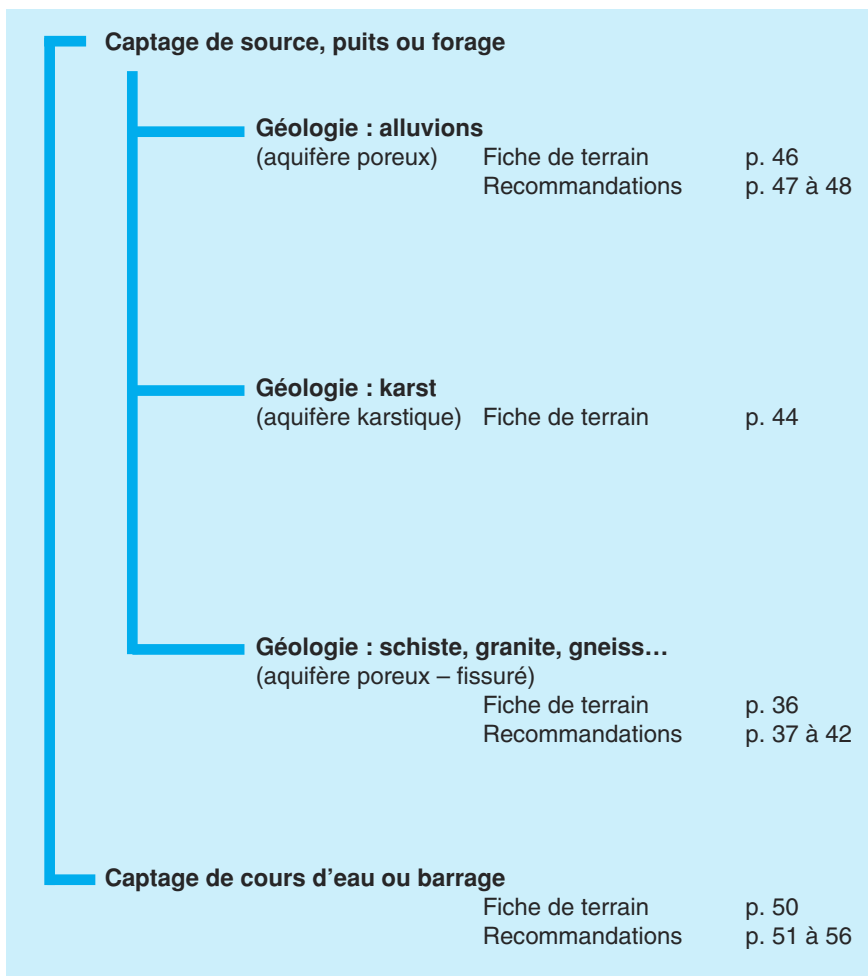 Captage de source, puits ou forage
Géologie : alluvions
(aquifère poreux) Fiche de terrain p. 46
Recommandations p. 47 à 48
Géologie : karst
(aquifère karstique) Fiche de terrain p. 44
Géologie : schiste, granite, gneiss…
(aquifère poreux – fissuré)
Fiche de terrain p. 36
Recommandations p. 37 à 42
Captage de cours d'eau ou barrage
Fiche de terrain p. 50
Recommandations p. 51 à 56